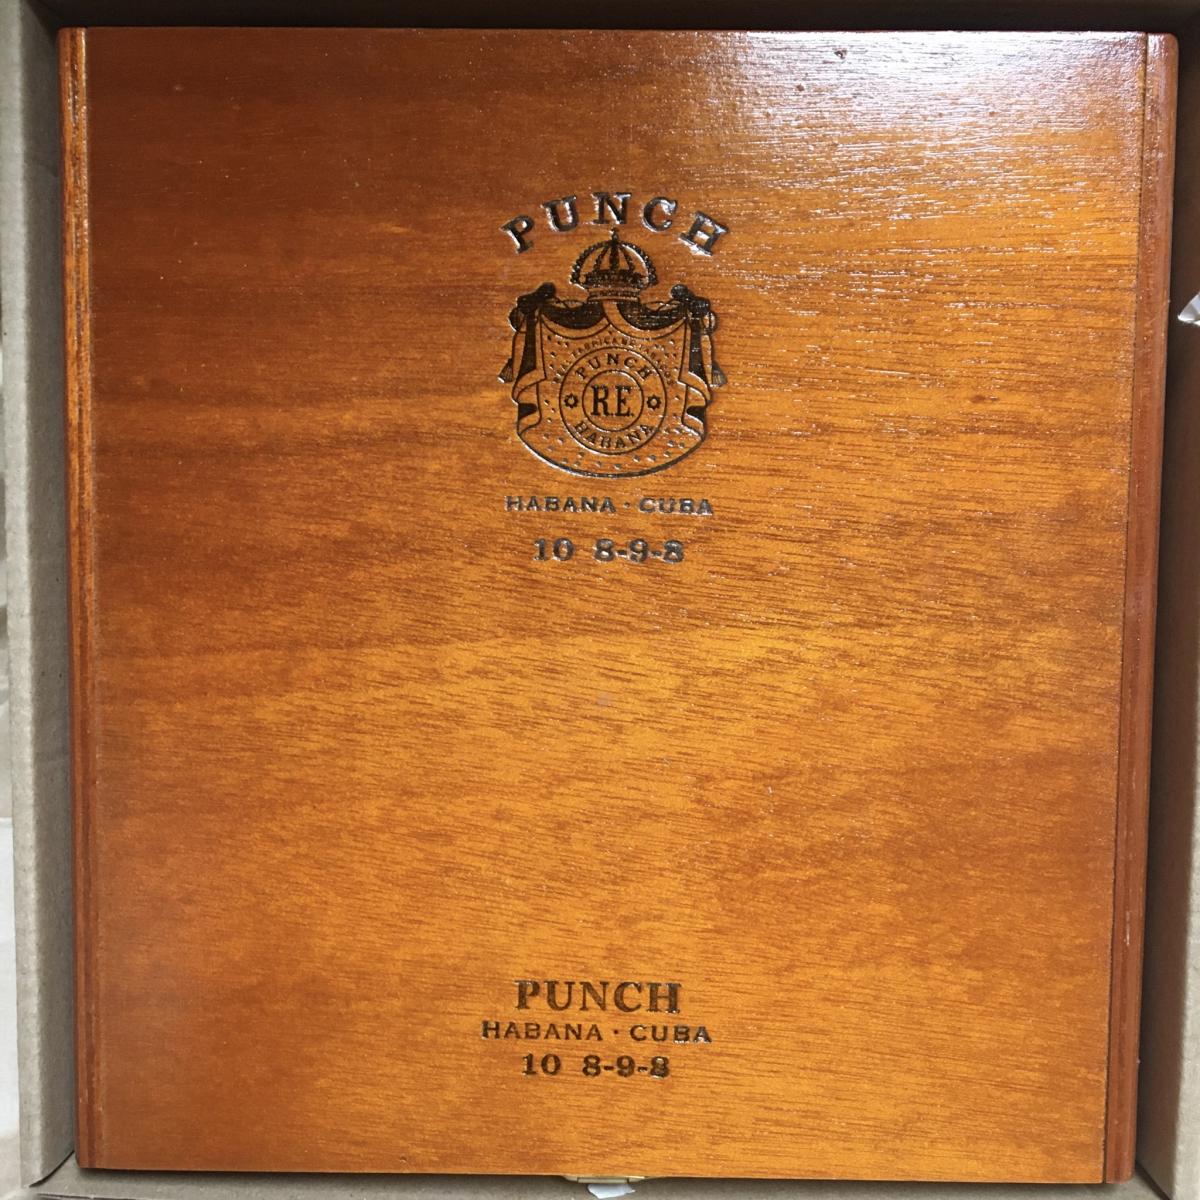 PUNCH
PUNCH
R.E.
HABANA
HABANA · CUBA
10 8-9-8
PUNCH
HABANA · CUBA
10 8-9-8